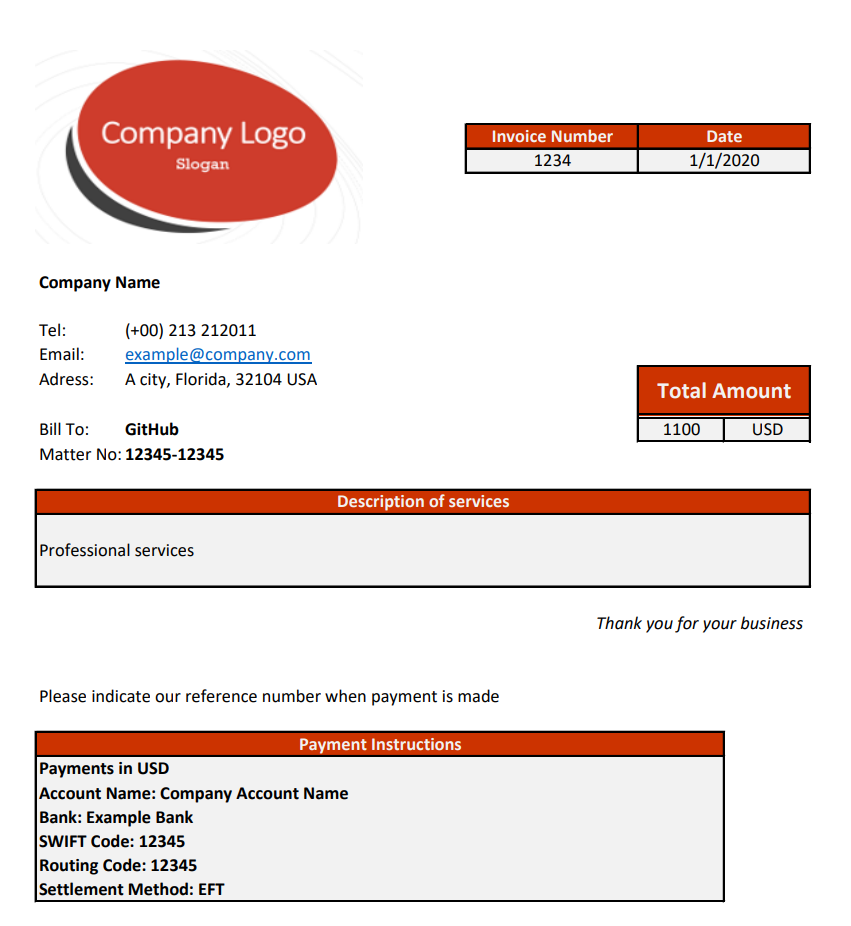 Company Logo
Slogan
Invoice Number Date
1234 1/1/2020
Company Name
Tel: (+00) 213 212011
Email: example@company.com
Adress: A city, Florida, 32104 USA
Total Amount
1100 USD
Bill To: GitHub
Matter No: 12345-12345
Description of services
Professional services
Thank you for your business
Please indicate our reference number when payment is made
Payment Instructions
Payments in USD
Account Name: Company Account Name
Bank: Example Bank
SWIFT Code: 12345
Routing Code: 12345
Settlement Method: EFT